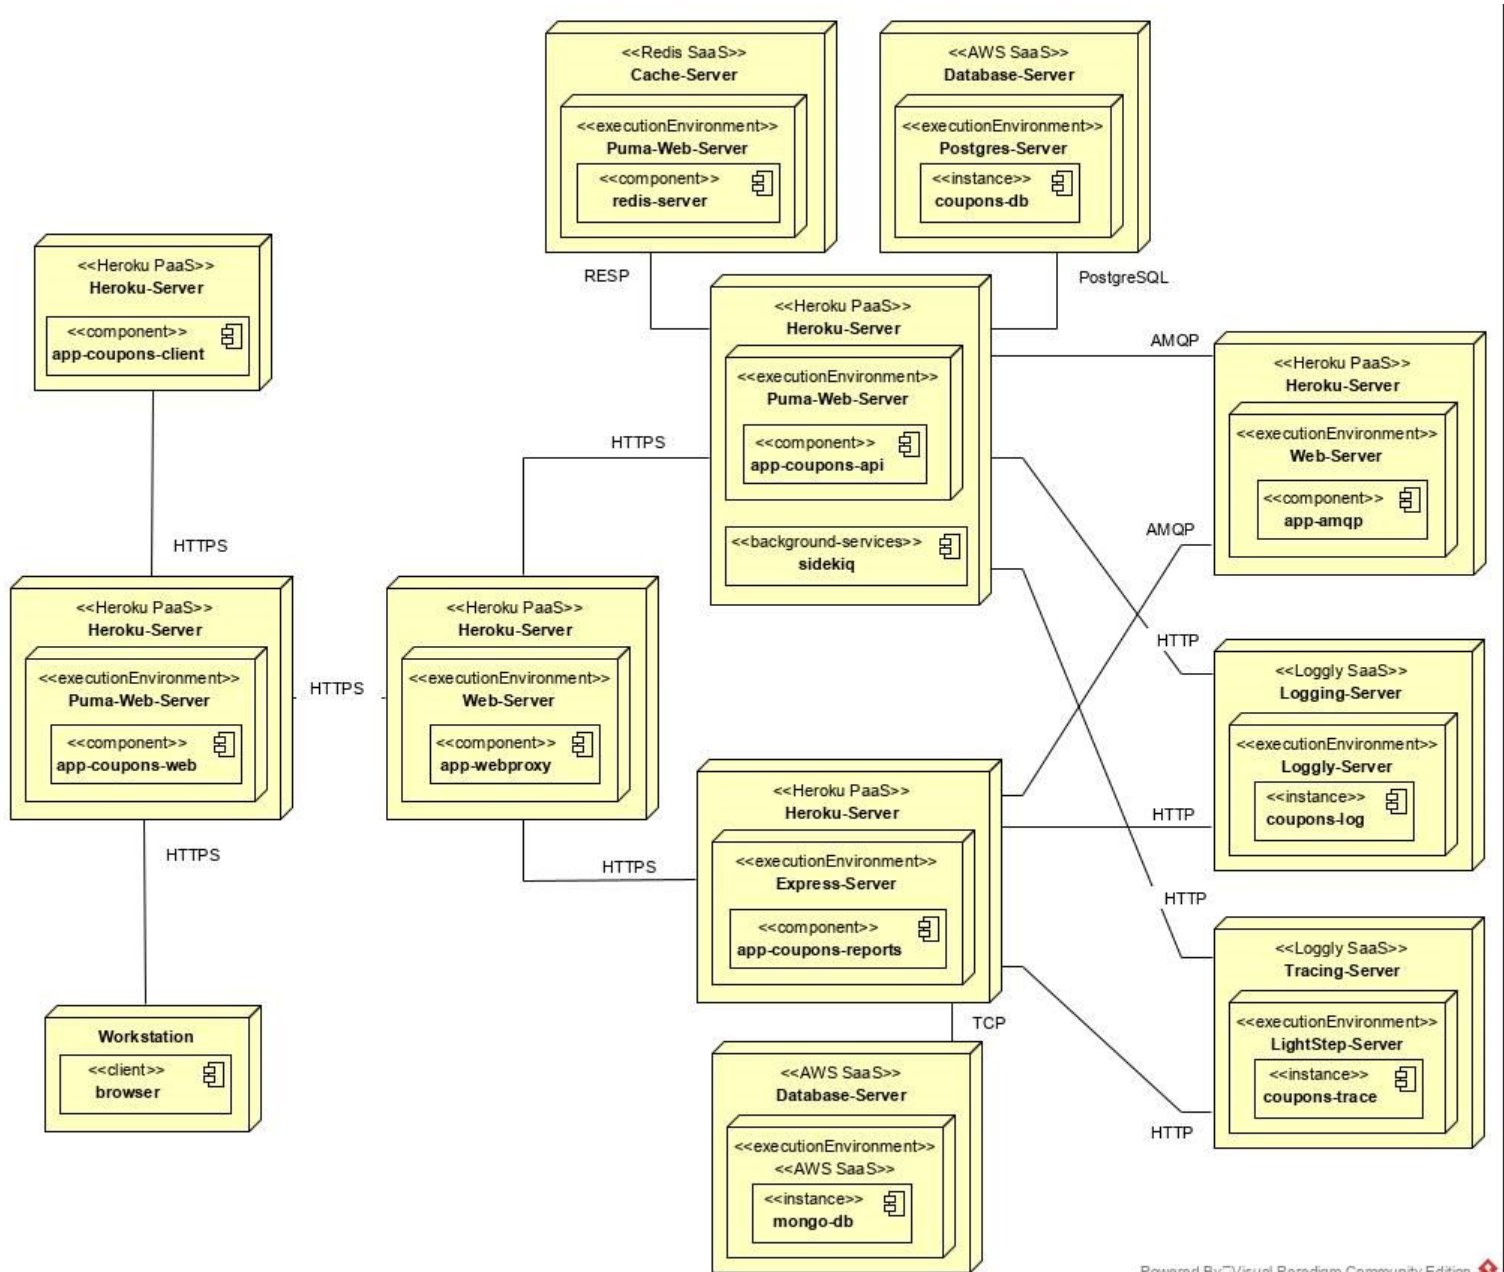 <<Redis SaaS>>
Cache-Server
<<executionEnvironment>>
Puma-Web-Server
<<component>>
redis-server
<<AWS SaaS>>
Database-Server
<<executionEnvironment>>
Postgres-Server
<<instance>>
coupons-db
RESP
PostgreSQL
<<Heroku PaaS>>
Heroku-Server
<<component>>
app-coupons-client
<<Heroku PaaS>>
Heroku-Server
<<executionEnvironment>>
Puma-Web-Server
<<component>>
app-coupons-api
<<background-services>>
sidekiq
AMQP
<<Heroku PaaS>>
Heroku-Server
<<executionEnvironment>>
Web-Server
<<component>>
app-amqp
HTTPS
HTTPS
AMQP
<<Heroku PaaS>>
Heroku-Server
<<executionEnvironment>>
Puma-Web-Server
<<component>>
app-coupons-web
HTTPS
<<Heroku PaaS>>
Heroku-Server
<<executionEnvironment>>
Web-Server
<<component>>
app-webproxy
HTTP
<<Loggly SaaS>>
Logging-Server
<<executionEnvironment>>
Loggly-Server
<<instance>>
coupons-log
HTTPS
HTTPS
<<Heroku PaaS>>
Heroku-Server
<<executionEnvironment>>
Express-Server
<<component>>
app-coupons-reports
HTTP
HTTP
<<Loggly SaaS>>
Tracing-Server
<<executionEnvironment>>
LightStep-Server
<<instance>>
coupons-trace
Workstation
<<client>>
browser
TCP
HTTP
<<AWS SaaS>>
Database-Server
<<executionEnvironment>>
<<AWS SaaS>>
<<instance>>
mongo-db
Powered By Visual Paradigm Community Edition